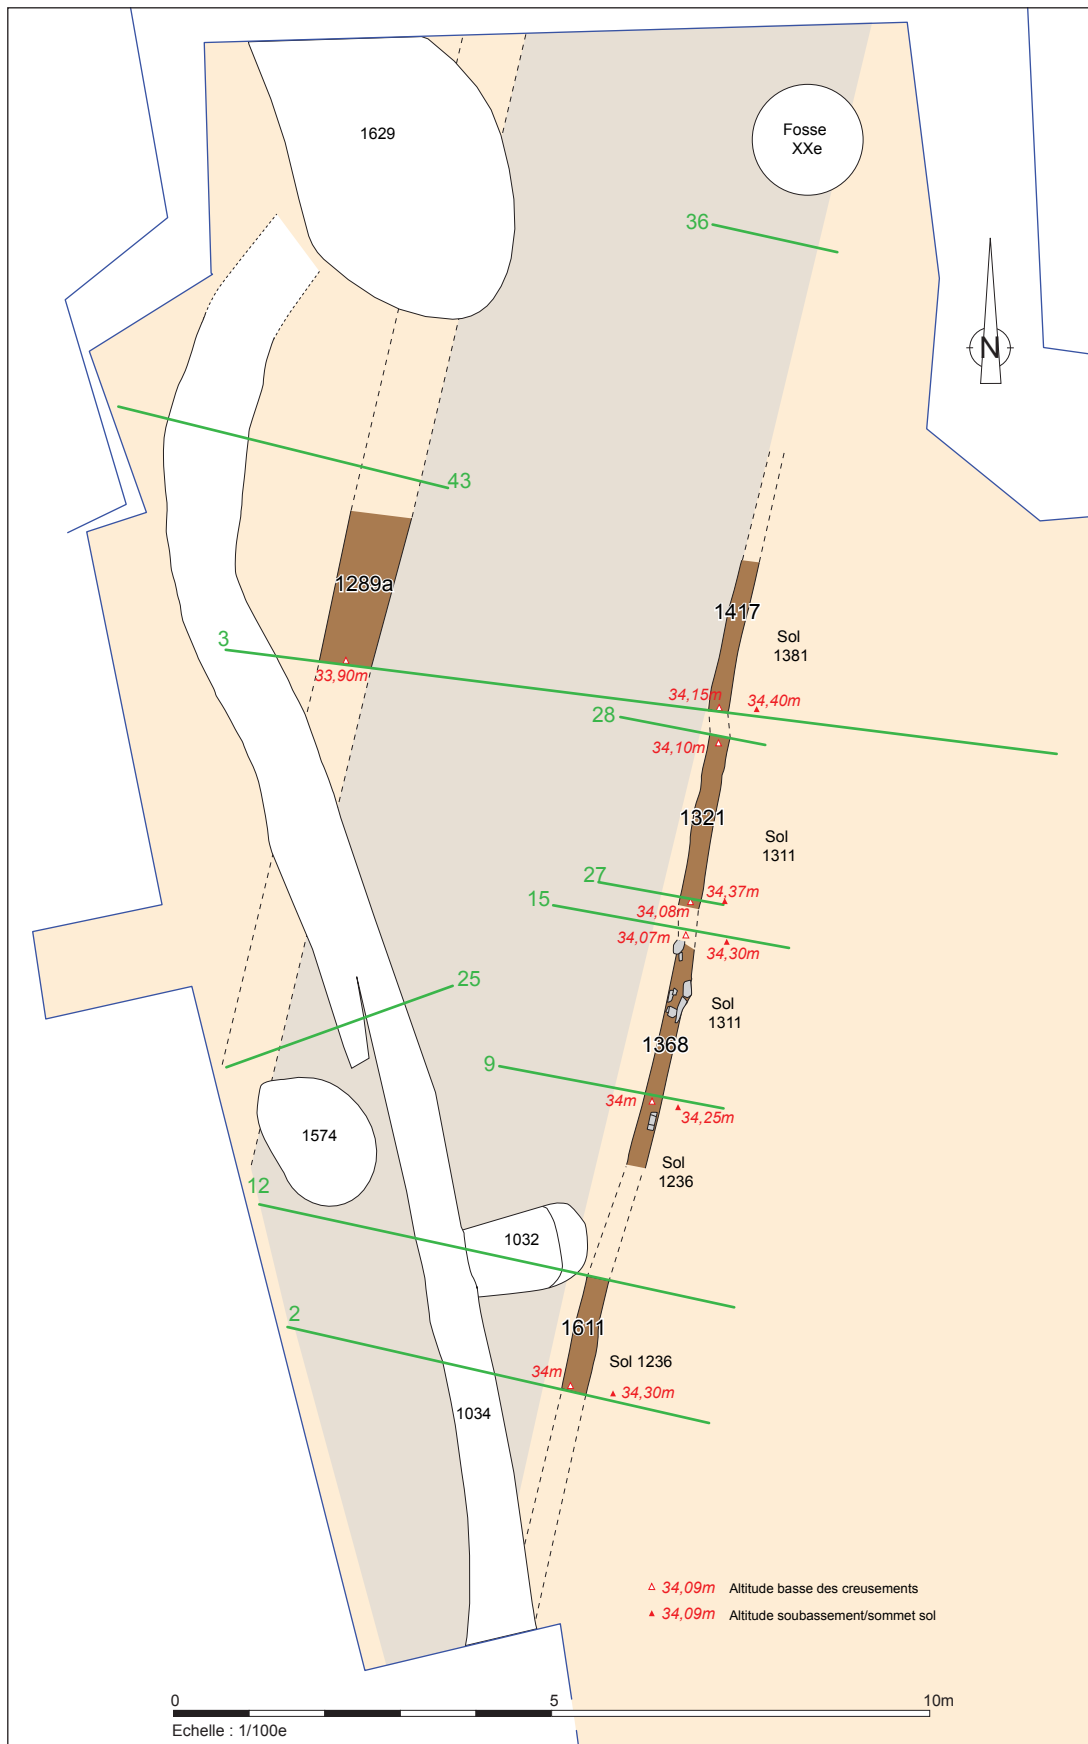 1629
Fosse
XXe
36
N
43
1289a
1417
3
Sol
1381
33,90m
34,15m
34,40m
28
34,10m
1321
Sol
1311
27
34,37m
15
34,08m
34,07m
34,30m
25
Sol
1311
1368
9
34m
34,25m
1574
Sol
1236
12
1032
2
1611
Sol 1236
34m
34,30m
1034
34,09m Altitude basse des creusements
34,09m Altitude soubassement/sommet sol
0 5 10m
Echelle : 1/100e